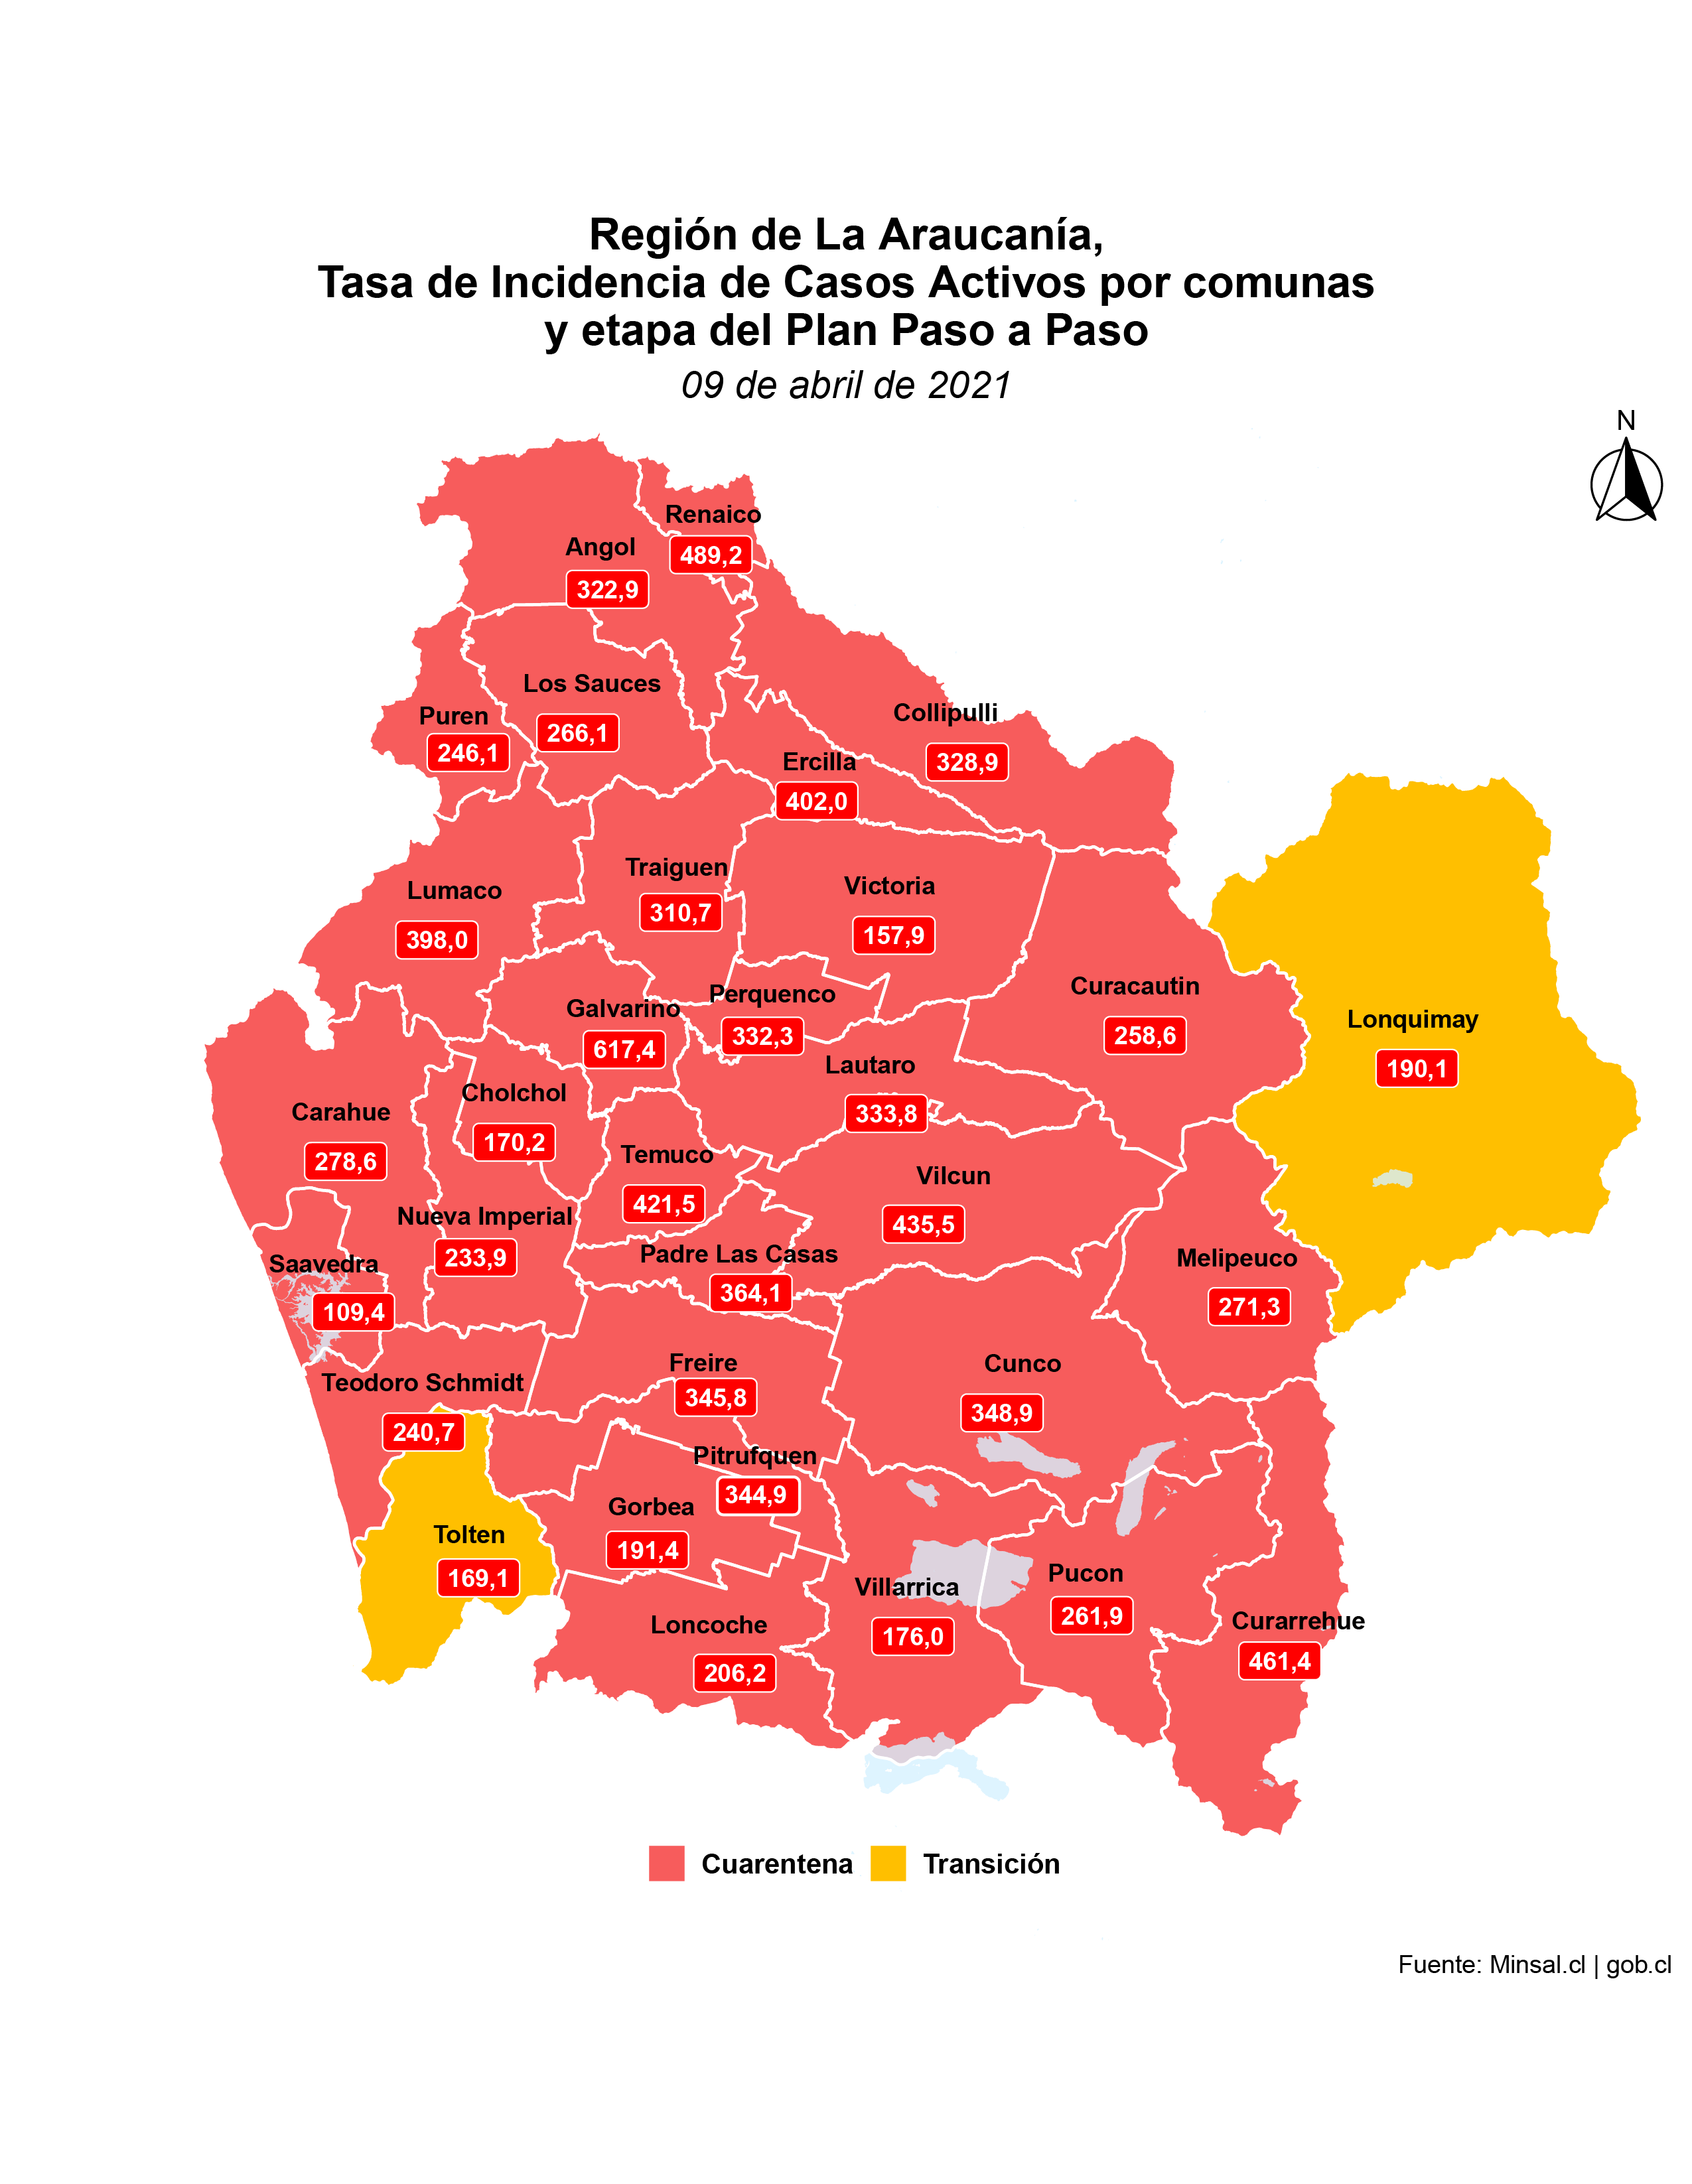 Región de La Araucanía,
Tasa de Incidencia de Casos Activos por comunas
y etapa del Plan Paso a Paso
09 de abril de 2021
N
Renaico
489,2
Angol
322,9
Los Sauces
266,1
Puren
246,1
Collipulli
328,9
Ercilla
402,0
Traiguen
310,7
Lumaco
398,0
Victoria
157,9
Curacautin
258,6
Lonquimay
190,1
Perquenco
332,3
Galvarino
617,4
Lautaro
333,8
Cholchol
170,2
Carahue
278,6
Temuco
421,5
Vilcun
435,5
Nueva Imperial
233,9
Padre Las Casas
364,1
Melipeuco
271,3
Saavedra
109,4
Freire
345,8
Cunco
348,9
Teodoro Schmidt
240,7
Pitrufquen
344,9
Gorbea
191,4
Tolten
169,1
Villarrica
176,0
Pucon
261,9
Loncoche
206,2
Curarrehue
461,4
Cuarentena
Transición
Fuente: Minsal.cl | gob.cl